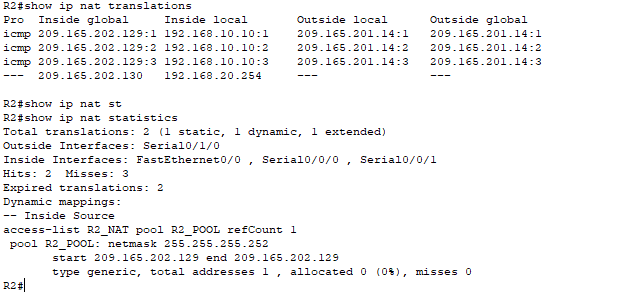 R2#show ip nat translations
Pro  Inside global     Inside local       Outside local      Outside global
icmp 209.165.202.129:1 192.168.10.10:1    209.165.201.14:1   209.165.201.14:1
icmp 209.165.202.129:2 192.168.10.10:2    209.165.201.14:2   209.165.201.14:2
icmp 209.165.202.129:3 192.168.10.10:3    209.165.201.14:3   209.165.201.14:3
---  209.165.202.130   192.168.20.254     ---                ---
R2#show ip nat st
R2#show ip nat statistics
Total translations: 2 (1 static, 1 dynamic, 1 extended)
Outside Interfaces: Serial0/1/0
Inside Interfaces: FastEthernet0/0 , Serial0/0/0 , Serial0/0/1
Hits: 2  Misses: 3
Expired translations: 2
Dynamic mappings:
-- Inside Source
access-list R2_NAT pool R2_POOL refCount 1
 pool R2_POOL: netmask 255.255.255.252
       start 209.165.202.129 end 209.165.202.129
       type generic, total addresses 1 , allocated 0 (0%), misses 0
R2#